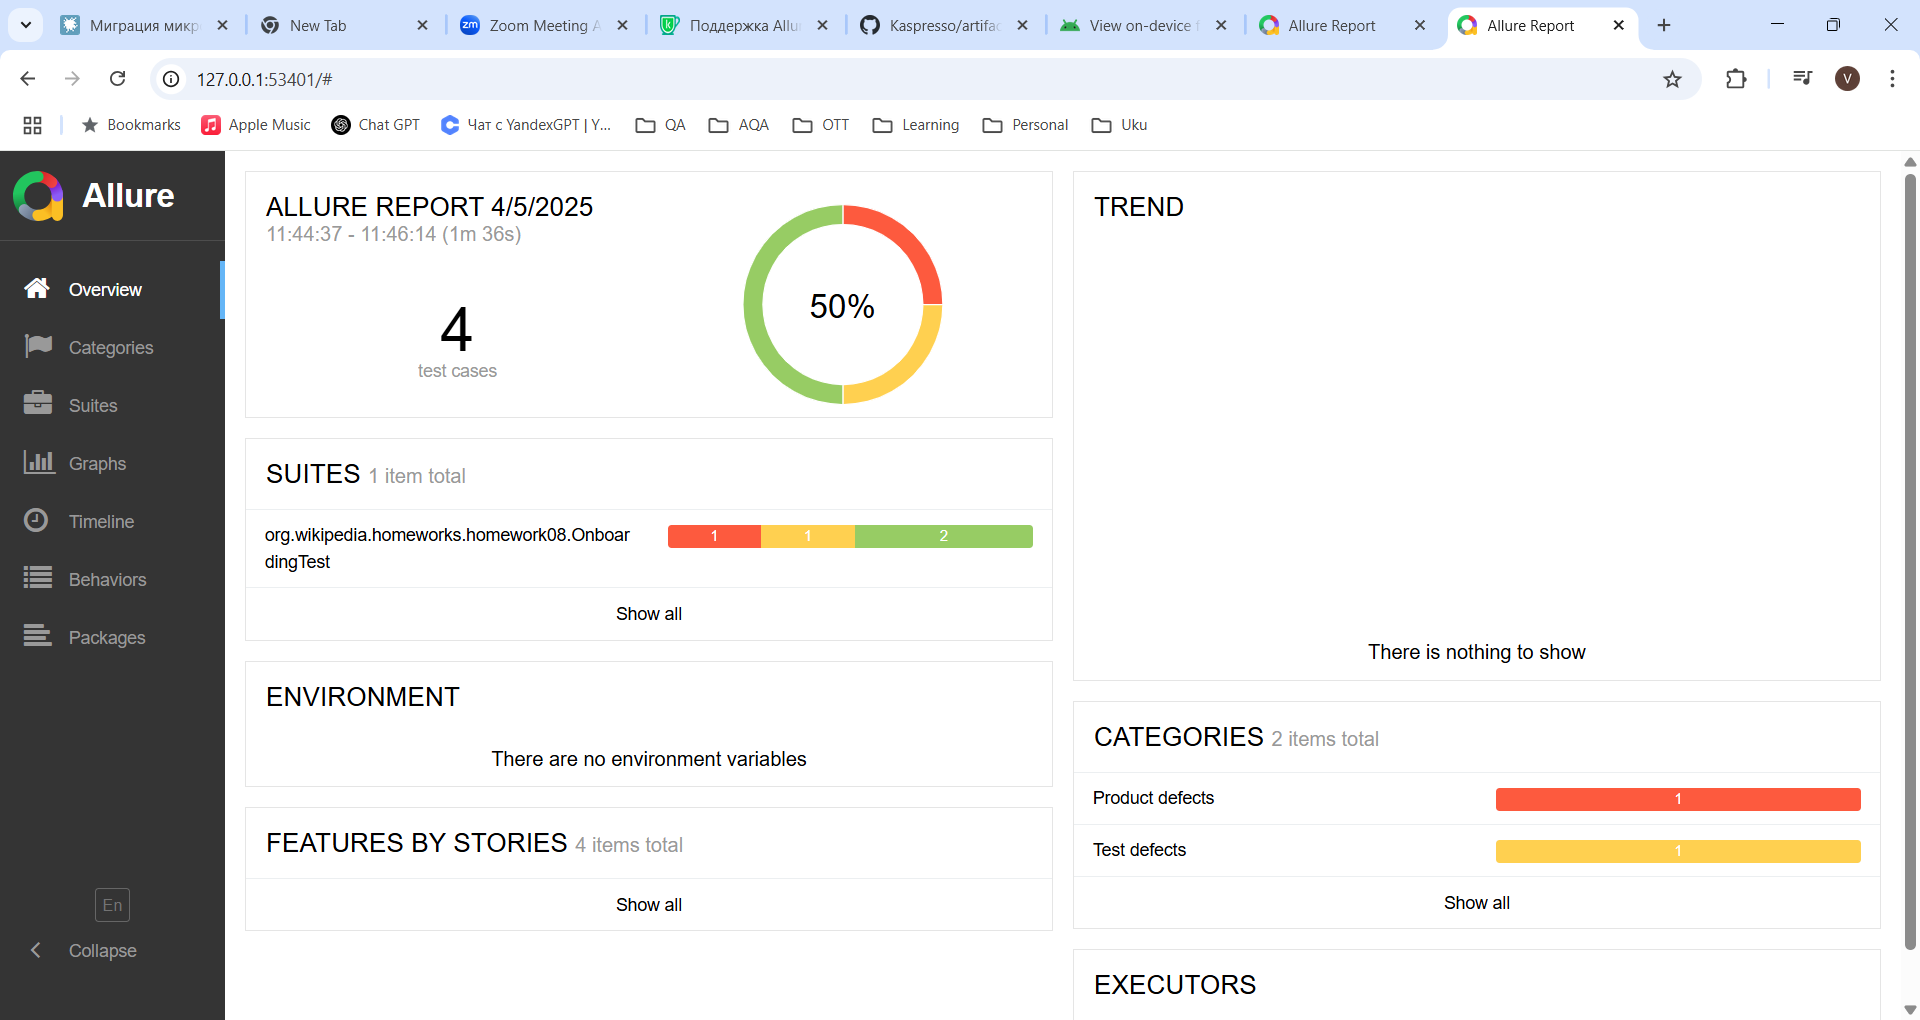 Миграция микр
New Tab
Zoom Meeting A
Поддержка Allu
Kaspresso/artifac
View on-device f
Allure Report
Allure Report
127.0.0.1:53401/#
V
Bookmarks
Apple Music
Chat GPT
Чат с YandexGPT | Y...
QA
AQA
OTT
Learning
Personal
Uku
Allure
Overview
Categories
Suites
Graphs
Timeline
Behaviors
Packages
En
Collapse
ALLURE REPORT 4/5/2025
11:44:37 - 11:46:14 (1m 36s)
4
test cases
50%
SUITES 1 item total
org.wikipedia.homeworks.homework08.Onboar
dingTest
1 1 2
Show all
ENVIRONMENT
There are no environment variables
FEATURES BY STORIES 4 items total
Show all
TREND
There is nothing to show
CATEGORIES 2 items total
Product defects 1
Test defects 1
Show all
EXECUTORS